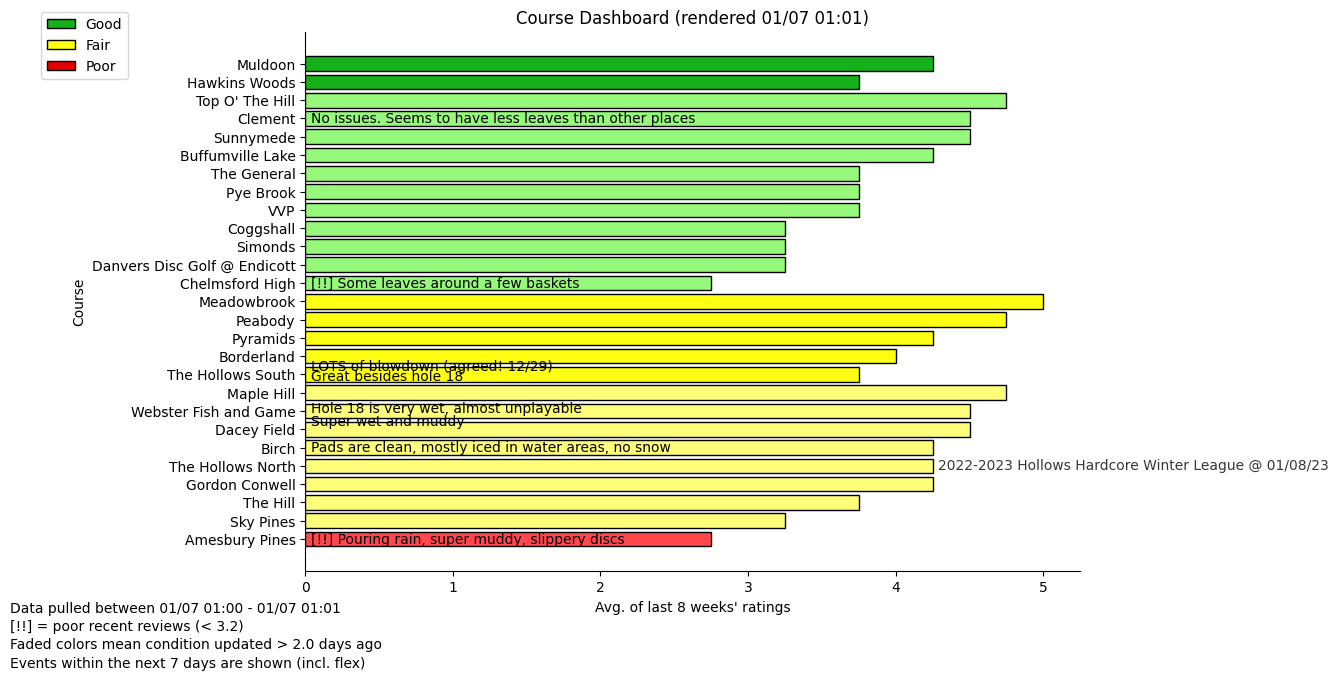 Good
Fair
Poor
Course Dashboard (rendered 01/07 01:01)
Course
Muldoon
Hawkins Woods
Top O' The Hill
Clement
No issues. Seems to have less leaves than other places
Sunnymede
Buffumville Lake
The General
Pye Brook
VVP
Coggshall
Simonds
Danvers Disc Golf @ Endicott
Chelmsford High
[!!] Some leaves around a few baskets
Meadowbrook
Peabody
Pyramids
Borderland
The Hollows South
LOTS of blowdown (agreed! 12/29)
Great besides hole 18
Maple Hill
Webster Fish and Game
Hole 18 is very wet, almost unplayable
Super wet and muddy
Dacey Field
Birch
Pads are clean, mostly iced in water areas, no snow
The Hollows North
2022-2023 Hollows Hardcore Winter League @ 01/08/23
Gordon Conwell
The Hill
Sky Pines
Amesbury Pines
[!!] Pouring rain, super muddy, slippery discs
0 1 2 3 4 5
Avg. of last 8 weeks' ratings
Data pulled between 01/07 01:00 - 01/07 01:01
[!!] = poor recent reviews (< 3.2)
Faded colors mean condition updated > 2.0 days ago
Events within the next 7 days are shown (incl. flex)